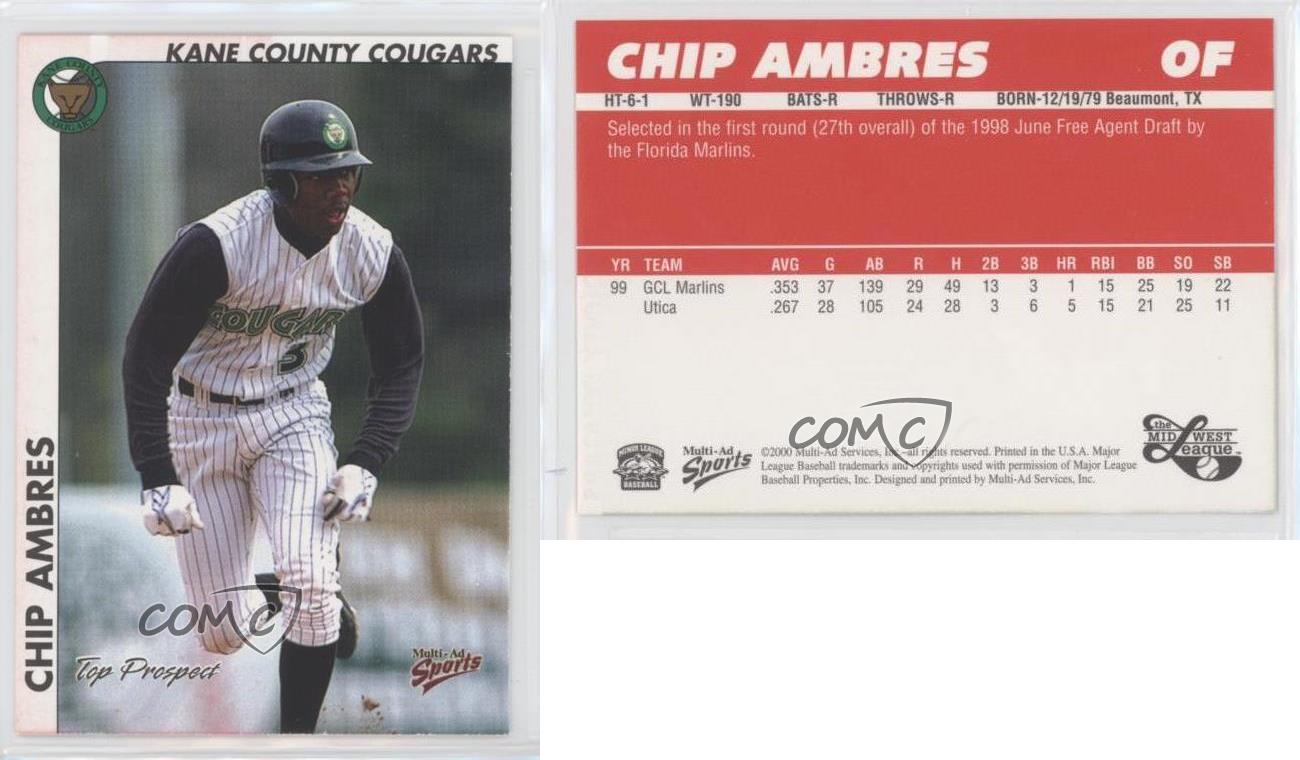 KANE COUNTY COUGARS
KANE COUNTY
COUGARS
COUGARS
3
CHIP AMBRES
COMC
Top Prospect
Multi-Ad
Sports
CHIP AMBRES OF
HT-6-1 WT-190 BATS-R THROWS-R BORN-12/19/79 Beaumont, TX
Selected in the first round (27th overall) of the 1998 June Free Agent Draft by
the Florida Marlins.
YR TEAM AVG G AB R H 2B 3B HR RBI BB SO SB
99 GCL Marlins .353 37 139 29 49 13 3 1 15 25 19 22
Utica .267 28 105 24 28 3 6 5 15 21 25 11
COMC
MINOR LEAGUE
BASEBALL
Multi-Ad
Sports
©2000 Multi-Ad Services, Inc. all rights reserved. Printed in the U.S.A. Major
League Baseball trademarks and copyrights used with permission of Major League
Baseball Properties, Inc. Designed and printed by Multi-Ad Services, Inc.
the
MIDWEST
League